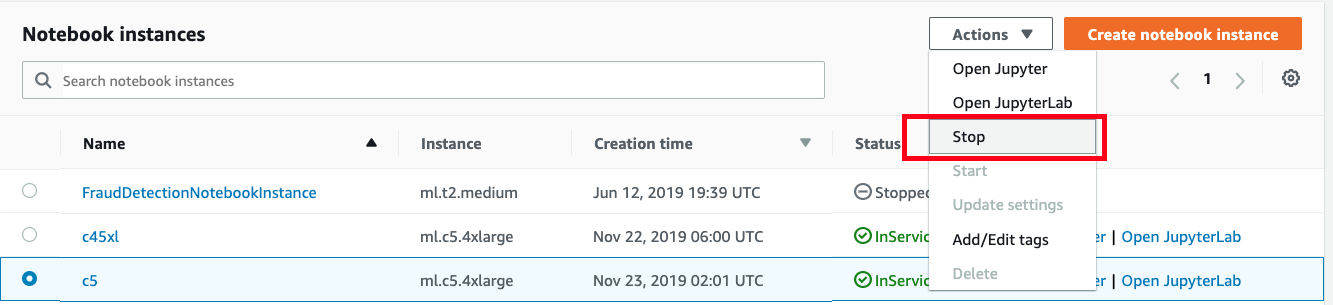 Notebook instances
Actions
Create notebook instance
Search notebook instances
Open Jupyter
Open JupyterLab
Stop
Start
Update settings
Add/Edit tags
Delete
1
Name Instance Creation time Status
FraudDetectionNotebookInstance ml.t2.medium Jun 12, 2019 19:39 UTC Stopped
c45xl ml.c5.4xlarge Nov 22, 2019 06:00 UTC InServic er | Open JupyterLab
c5 ml.c5.4xlarge Nov 23, 2019 02:01 UTC InServic er | Open JupyterLab